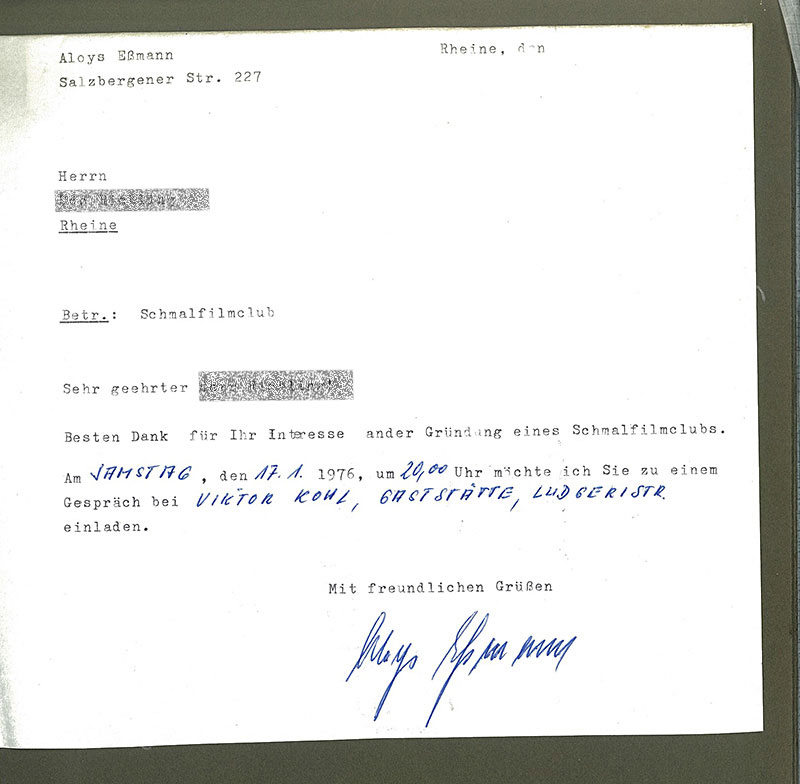 Aloys Eßmann
Rheine, den
Salzbergener Str. 227
Herrn
Rheine
Betr.: Schmalfilmclub
Sehr geehrter
Besten Dank für Ihr Interesse ander Gründung eines Schmalfilmclubs.
Am SAMSTAG, den 17.1. 1976, um 20,00 Uhr möchte ich Sie zu einem
Gespräch bei VIKTOR KOHL, GASTSTÄTTE, LUDGERISTR.
einladen.
Mit freundlichen Grüßen
Aloys Eßmann